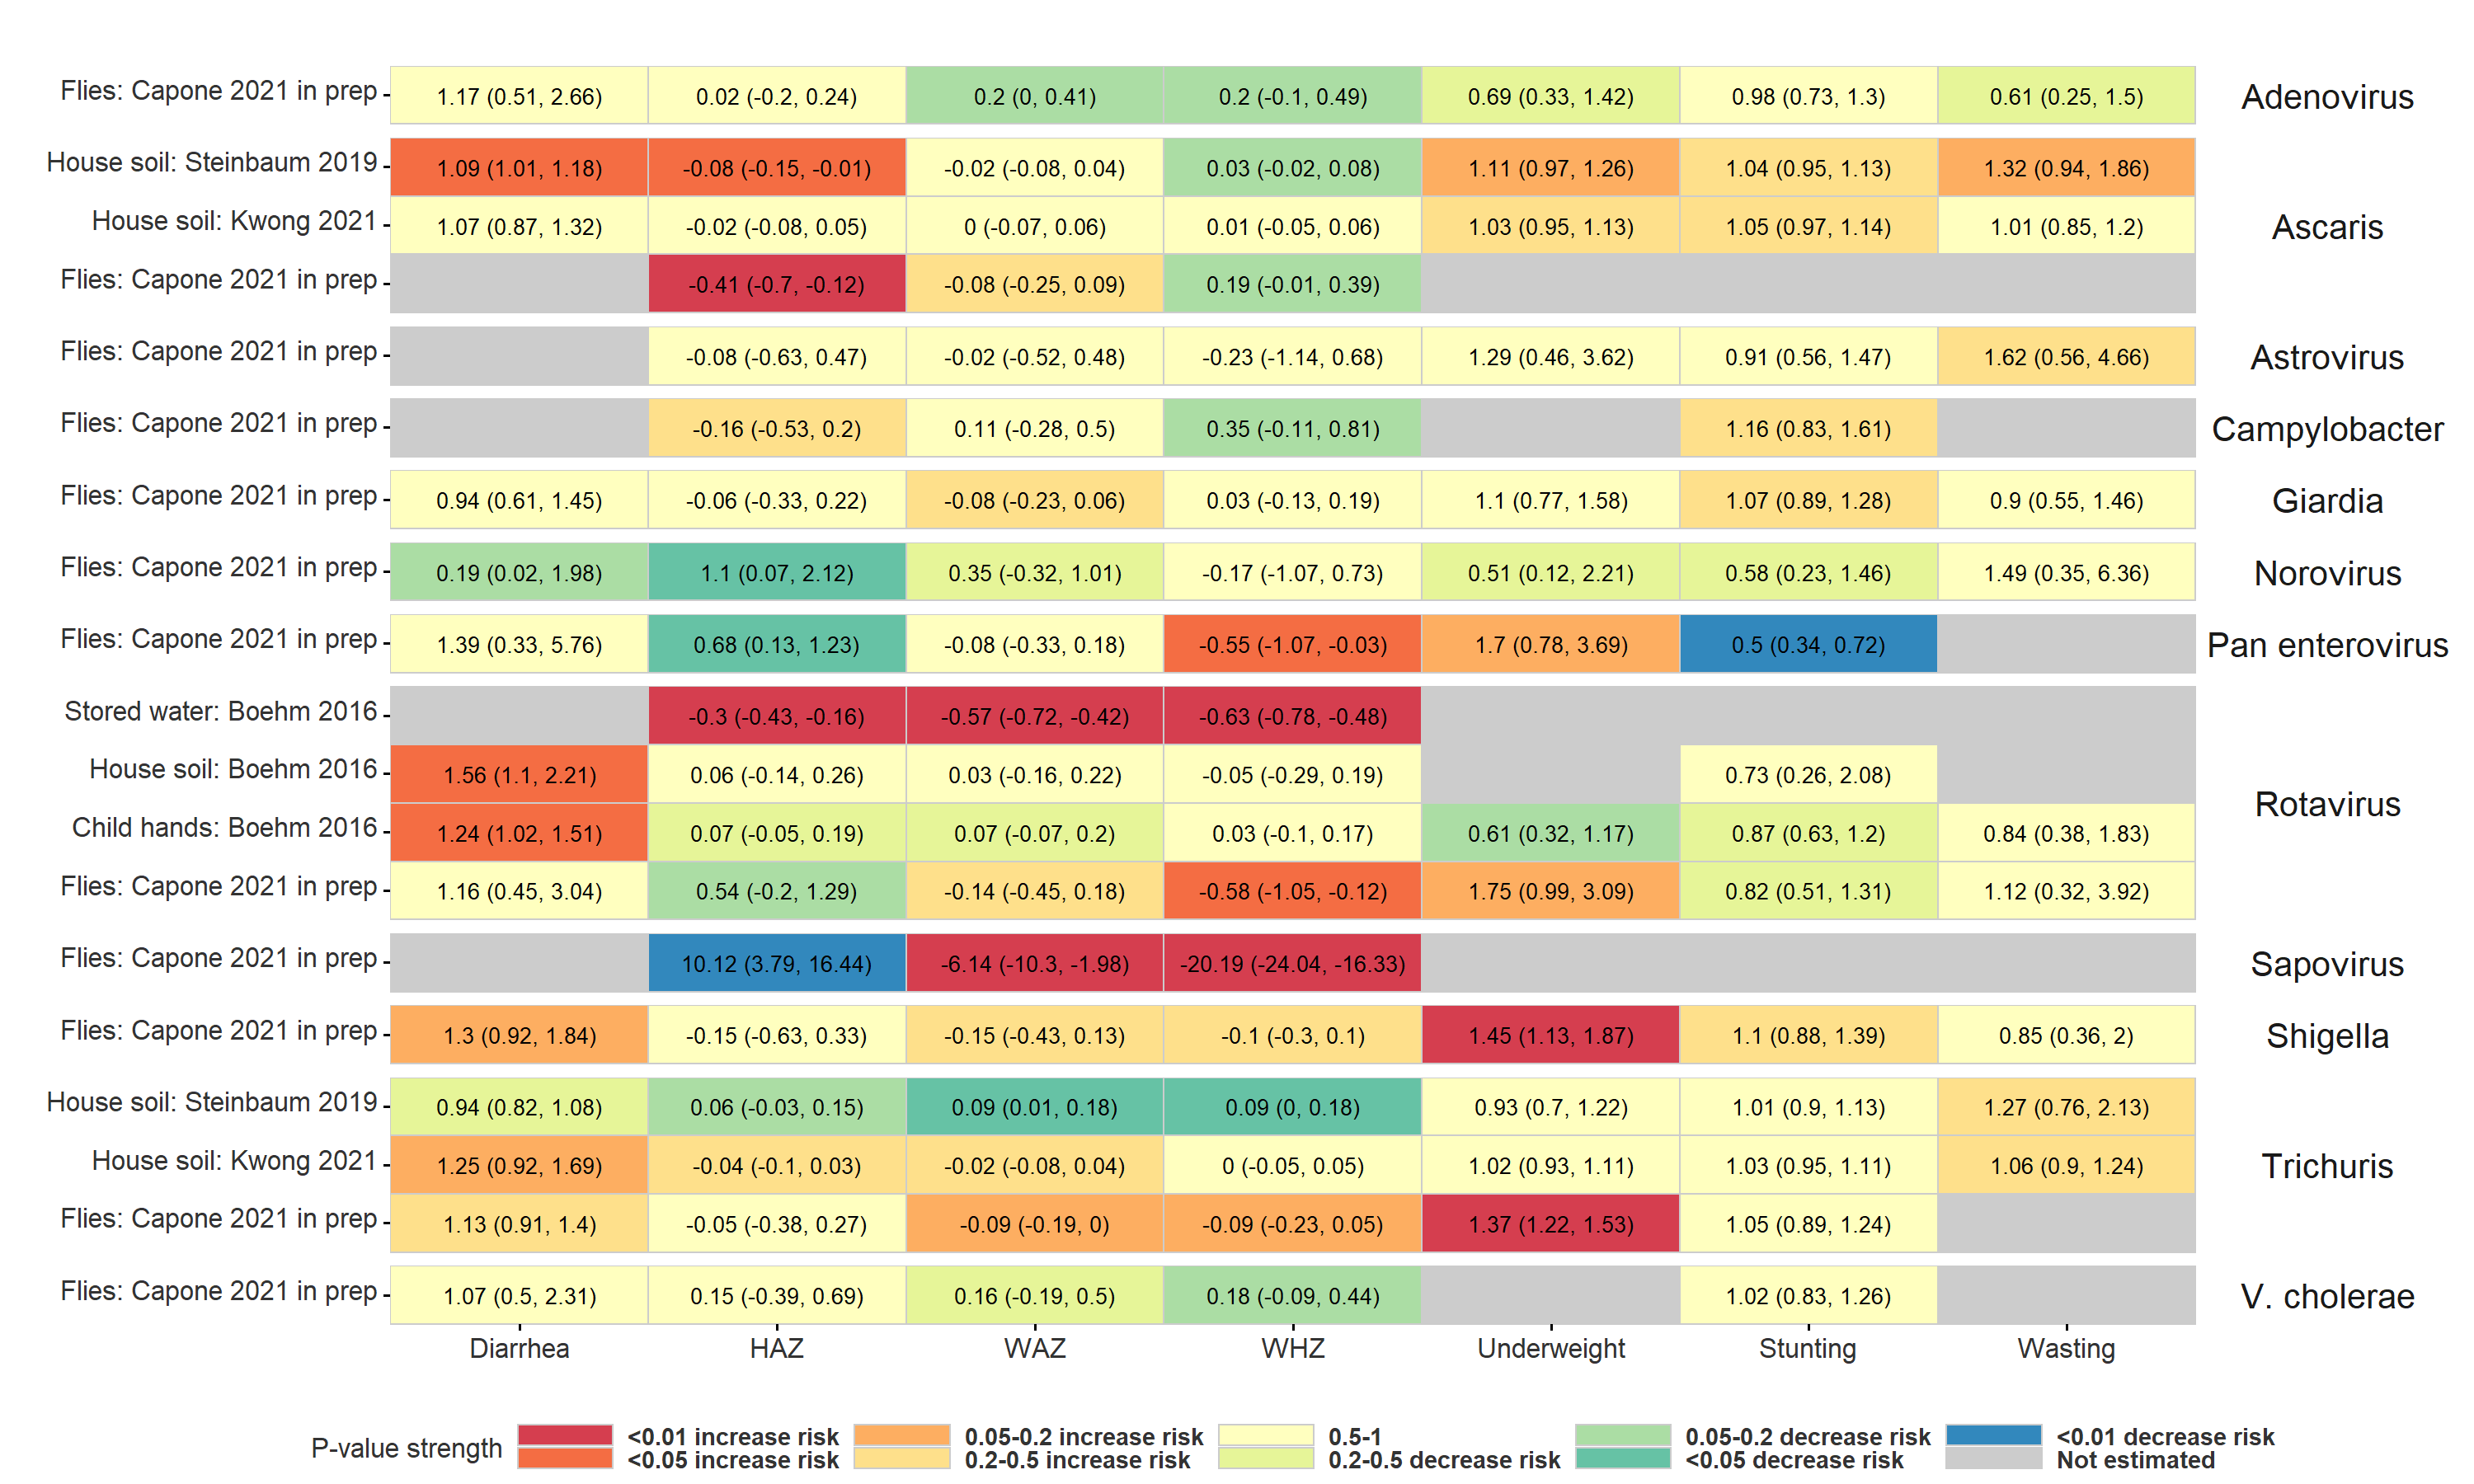 Flies: Capone 2021 in prep 1.17 (0.51, 2.66) 0.02 (-0.2, 0.24) 0.2 (0, 0.41) 0.2 (-0.1, 0.49) 0.69 (0.33, 1.42) 0.98 (0.73, 1.3) 0.61 (0.25, 1.5) Adenovirus
House soil: Steinbaum 2019 1.09 (1.01, 1.18) -0.08 (-0.15, -0.01) -0.02 (-0.08, 0.04) 0.03 (-0.02, 0.08) 1.11 (0.97, 1.26) 1.04 (0.95, 1.13) 1.32 (0.94, 1.86)
House soil: Kwong 2021 1.07 (0.87, 1.32) -0.02 (-0.08, 0.05) 0 (-0.07, 0.06) 0.01 (-0.05, 0.06) 1.03 (0.95, 1.13) 1.05 (0.97, 1.14) 1.01 (0.85, 1.2) Ascaris
Flies: Capone 2021 in prep -0.41 (-0.7, -0.12) -0.08 (-0.25, 0.09) 0.19 (-0.01, 0.39)
Flies: Capone 2021 in prep -0.08 (-0.63, 0.47) -0.02 (-0.52, 0.48) -0.23 (-1.14, 0.68) 1.29 (0.46, 3.62) 0.91 (0.56, 1.47) 1.62 (0.56, 4.66) Astrovirus
Flies: Capone 2021 in prep -0.16 (-0.53, 0.2) 0.11 (-0.28, 0.5) 0.35 (-0.11, 0.81) 1.16 (0.83, 1.61) Campylobacter
Flies: Capone 2021 in prep 0.94 (0.61, 1.45) -0.06 (-0.33, 0.22) -0.08 (-0.23, 0.06) 0.03 (-0.13, 0.19) 1.1 (0.77, 1.58) 1.07 (0.89, 1.28) 0.9 (0.55, 1.46) Giardia
Flies: Capone 2021 in prep 0.19 (0.02, 1.98) 1.1 (0.07, 2.12) 0.35 (-0.32, 1.01) -0.17 (-1.07, 0.73) 0.51 (0.12, 2.21) 0.58 (0.23, 1.46) 1.49 (0.35, 6.36) Norovirus
Flies: Capone 2021 in prep 1.39 (0.33, 5.76) 0.68 (0.13, 1.23) -0.08 (-0.33, 0.18) -0.55 (-1.07, -0.03) 1.7 (0.78, 3.69) 0.5 (0.34, 0.72) Pan enterovirus
Stored water: Boehm 2016 -0.3 (-0.43, -0.16) -0.57 (-0.72, -0.42) -0.63 (-0.78, -0.48)
House soil: Boehm 2016 1.56 (1.1, 2.21) 0.06 (-0.14, 0.26) 0.03 (-0.16, 0.22) -0.05 (-0.29, 0.19) 0.73 (0.26, 2.08)
Rotavirus
Child hands: Boehm 2016 1.24 (1.02, 1.51) 0.07 (-0.05, 0.19) 0.07 (-0.07, 0.2) 0.03 (-0.1, 0.17) 0.61 (0.32, 1.17) 0.87 (0.63, 1.2) 0.84 (0.38, 1.83)
Flies: Capone 2021 in prep 1.16 (0.45, 3.04) 0.54 (-0.2, 1.29) -0.14 (-0.45, 0.18) -0.58 (-1.05, -0.12) 1.75 (0.99, 3.09) 0.82 (0.51, 1.31) 1.12 (0.32, 3.92)
Flies: Capone 2021 in prep 10.12 (3.79, 16.44) -6.14 (-10.3, -1.98) -20.19 (-24.04, -16.33) Sapovirus
Flies: Capone 2021 in prep 1.3 (0.92, 1.84) -0.15 (-0.63, 0.33) -0.15 (-0.43, 0.13) -0.1 (-0.3, 0.1) 1.45 (1.13, 1.87) 1.1 (0.88, 1.39) 0.85 (0.36, 2) Shigella
House soil: Steinbaum 2019 0.94 (0.82, 1.08) 0.06 (-0.03, 0.15) 0.09 (0.01, 0.18) 0.09 (0, 0.18) 0.93 (0.7, 1.22) 1.01 (0.9, 1.13) 1.27 (0.76, 2.13)
House soil: Kwong 2021 1.25 (0.92, 1.69) -0.04 (-0.1, 0.03) -0.02 (-0.08, 0.04) 0 (-0.05, 0.05) 1.02 (0.93, 1.11) 1.03 (0.95, 1.11) 1.06 (0.9, 1.24) Trichuris
Flies: Capone 2021 in prep 1.13 (0.91, 1.4) -0.05 (-0.38, 0.27) -0.09 (-0.19, 0) -0.09 (-0.23, 0.05) 1.37 (1.22, 1.53) 1.05 (0.89, 1.24)
Flies: Capone 2021 in prep 1.07 (0.5, 2.31) 0.15 (-0.39, 0.69) 0.16 (-0.19, 0.5) 0.18 (-0.09, 0.44) 1.02 (0.83, 1.26) V. cholerae
Diarrhea HAZ WAZ WHZ Underweight Stunting Wasting
P-value strength
<0.01 increase risk 0.05-0.2 increase risk 0.5-1 0.05-0.2 decrease risk <0.01 decrease risk
<0.05 increase risk 0.2-0.5 increase risk 0.2-0.5 decrease risk <0.05 decrease risk Not estimated